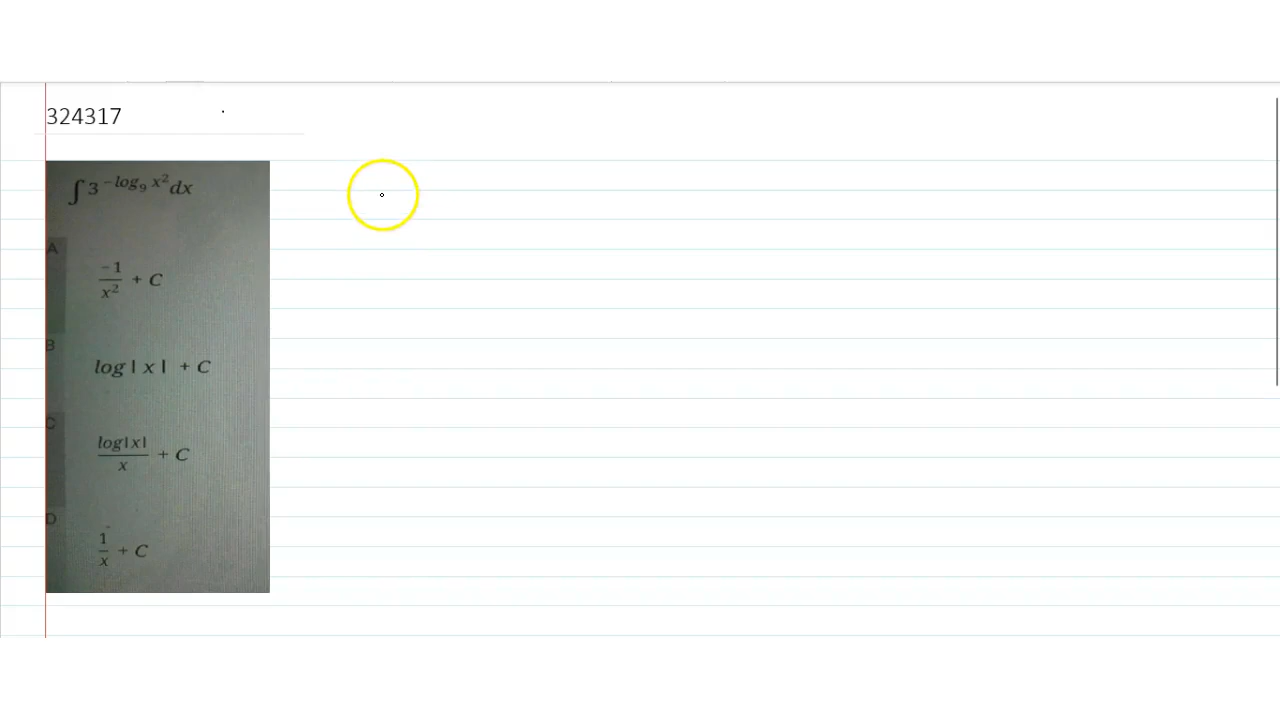 324317
∫ 3^{-log₉ x²} dx
A
-1/x² + C
B
log | x | + C
C
log|x|/x + C
D
1/x + C